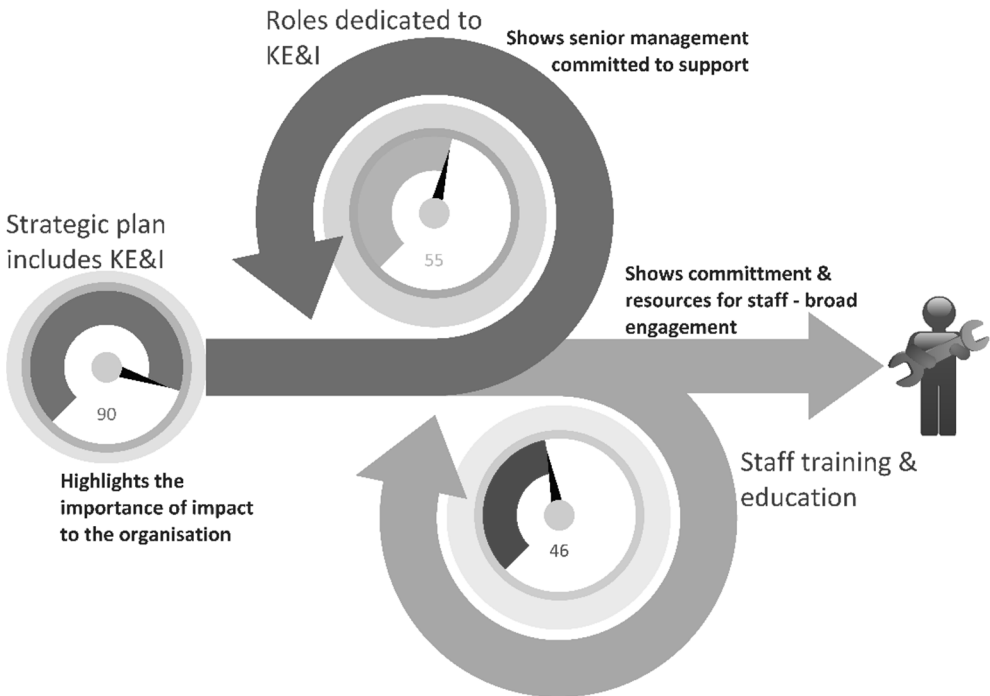 Roles dedicated to
KE&I
Shows senior management
committed to support
55
Strategic plan
includes KE&I
90
Highlights the
importance of impact
to the organisation
Shows committment &
resources for staff - broad
engagement
46
Staff training &
education